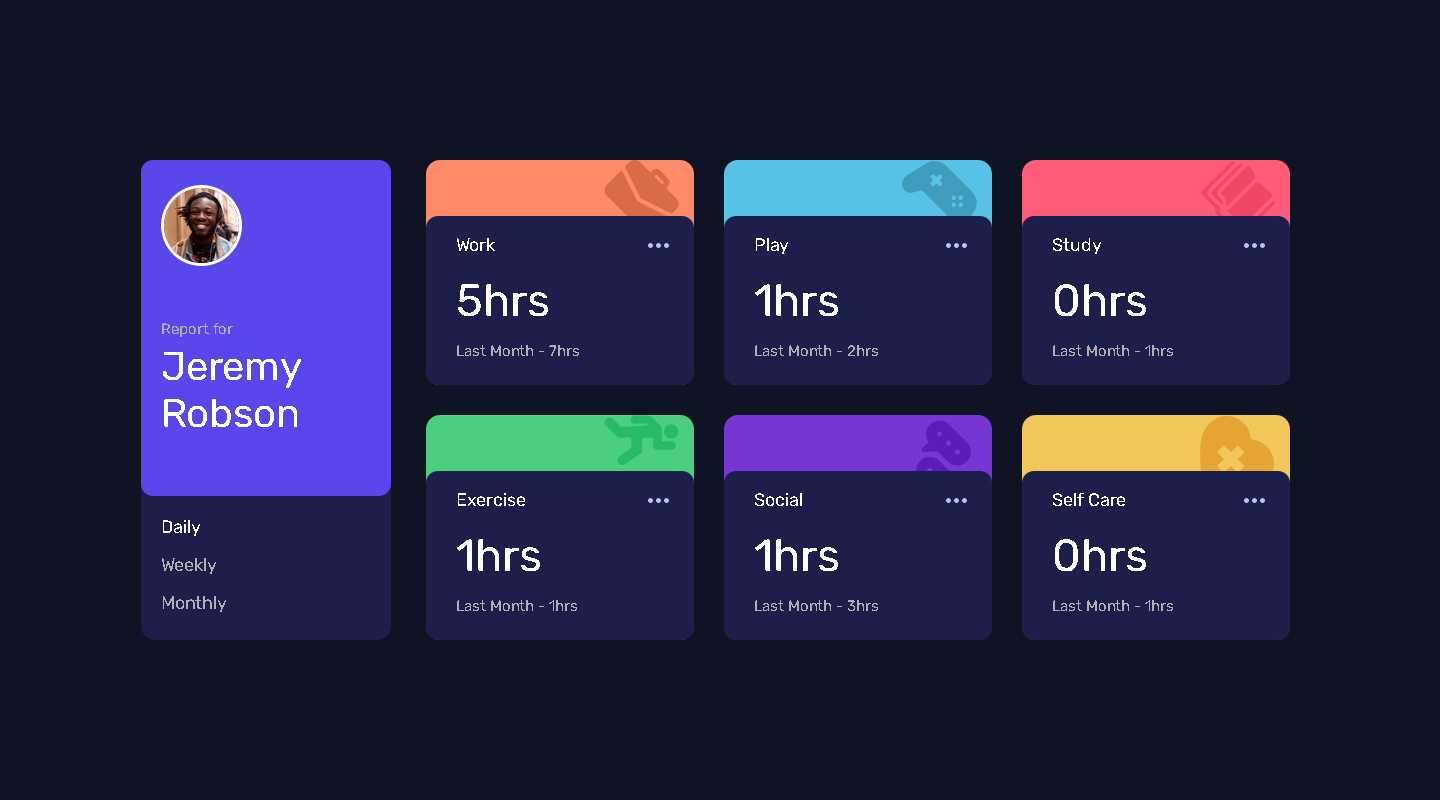 Report for
Jeremy
Robson
Daily
Weekly
Monthly
Work
5hrs
Last Month - 7hrs
Play
1hrs
Last Month - 2hrs
Study
0hrs
Last Month - 1hrs
Exercise
1hrs
Last Month - 1hrs
Social
1hrs
Last Month - 3hrs
Self Care
0hrs
Last Month - 1hrs